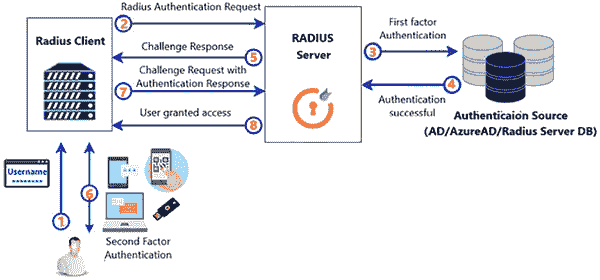 2
Radius Authentication Request
Radius Client
5
Challenge Response
7
Challenge Request with
Authentication Response
User granted access
8
RADIUS
Server
First factor
3
Authentication
4
Authentication
successful
Authenticaion Source
(AD/AzureAD/Radius Server DB)
Username
1
6
Second Factor
Authentication